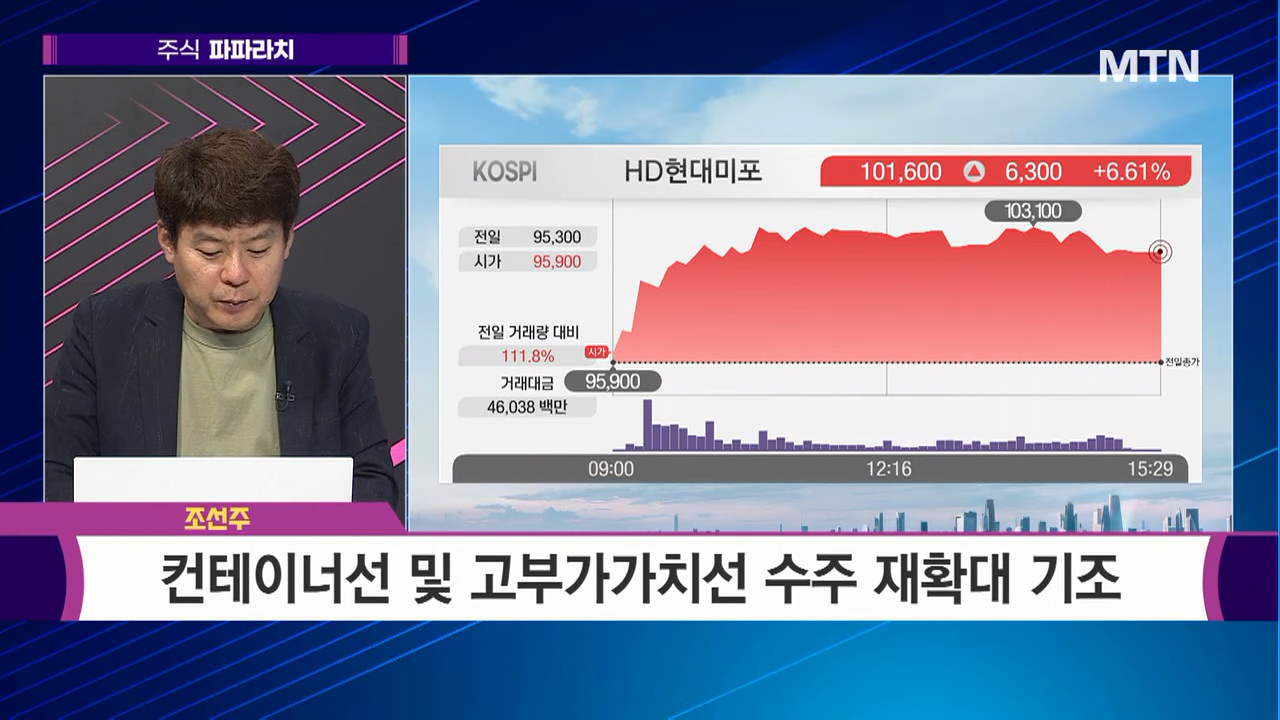 주식 파파라치
MTN
KOSPI
HD현대미포
101,600 ▲ 6,300 +6.61%
103,100
전일 95,300
시가 95,900
전일 거래량 대비
111.8%
시가
전일종가
거래대금
95,900
46,038 백만
09:00
12:16
15:29
조선주
컨테이너선 및 고부가가치선 수주 재확대 기조